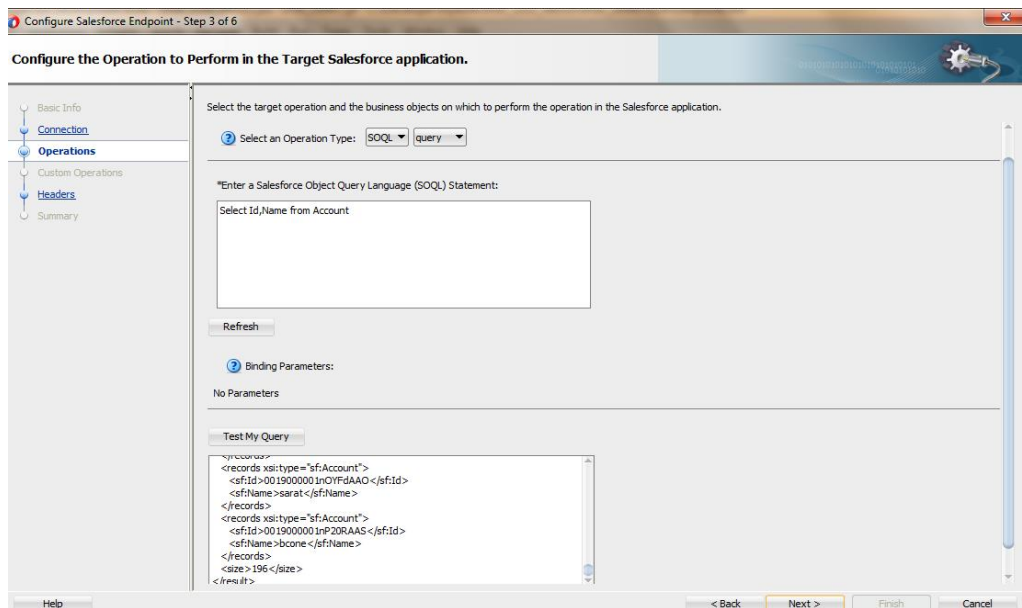 Configure Salesforce Endpoint - Step 3 of 6
Configure the Operation to Perform in the Target Salesforce application.
Basic Info
Connection
Operations
Custom Operations
Headers
Summary
Select the target operation and the business objects on which to perform the operation in the Salesforce application.
Select an Operation Type: SOQL query
*Enter a Salesforce Object Query Language (SOQL) Statement:
Select Id,Name from Account
Refresh
Binding Parameters:
No Parameters
Test My Query
</records>
<records xsi:type="sf:Account">
<sf:Id>0019000001nOYFdAAO</sf:Id>
<sf:Name>sarat</sf:Name>
</records>
<records xsi:type="sf:Account">
<sf:Id>0019000001nP20RAAS</sf:Id>
<sf:Name>bcone</sf:Name>
</records>
<size>196</size>
</result>
Help
< Back
Next >
Finish
Cancel